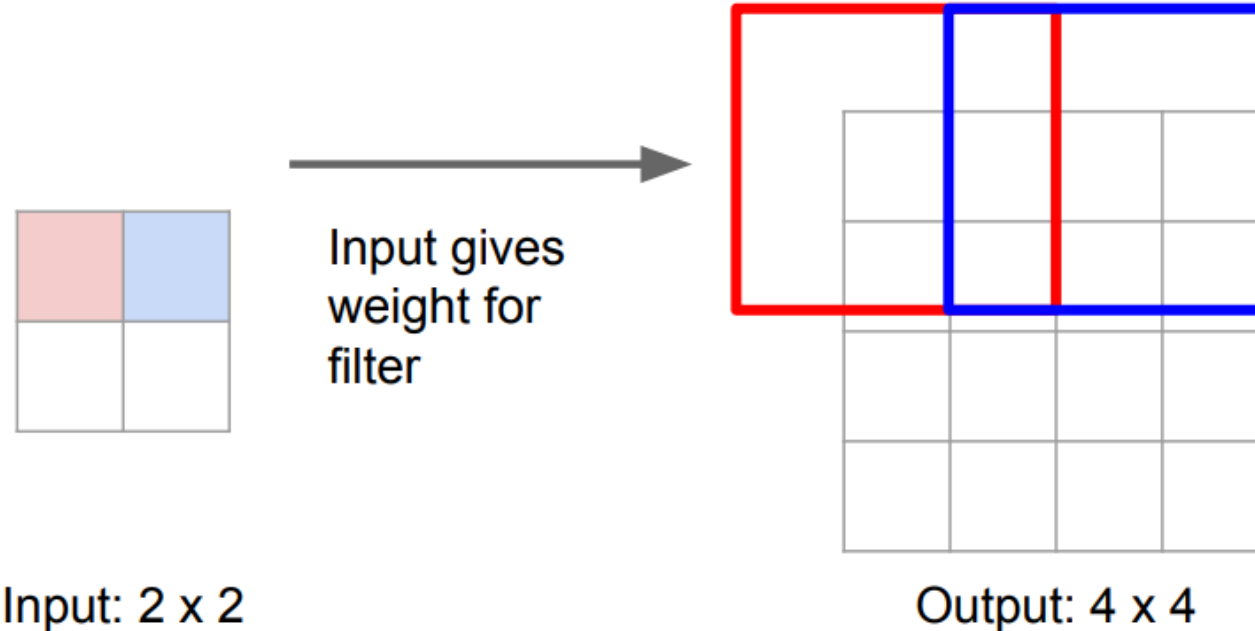 Input gives
weight for
filter
Input: 2 x 2
Output: 4 x 4